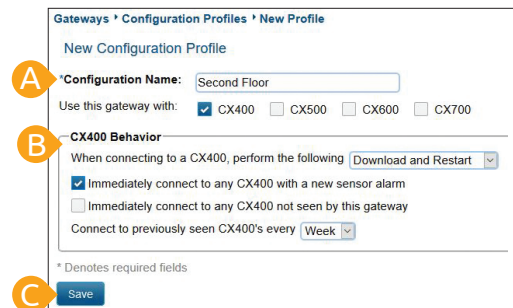 Gateways ‣ Configuration Profiles ‣ New Profile
New Configuration Profile
A
*Configuration Name: Second Floor
Use this gateway with: CX400 CX500 CX600 CX700
B
CX400 Behavior
When connecting to a CX400, perform the following Download and Restart
Immediately connect to any CX400 with a new sensor alarm
Immediately connect to any CX400 not seen by this gateway
Connect to previously seen CX400's every Week
* Denotes required fields
C
Save